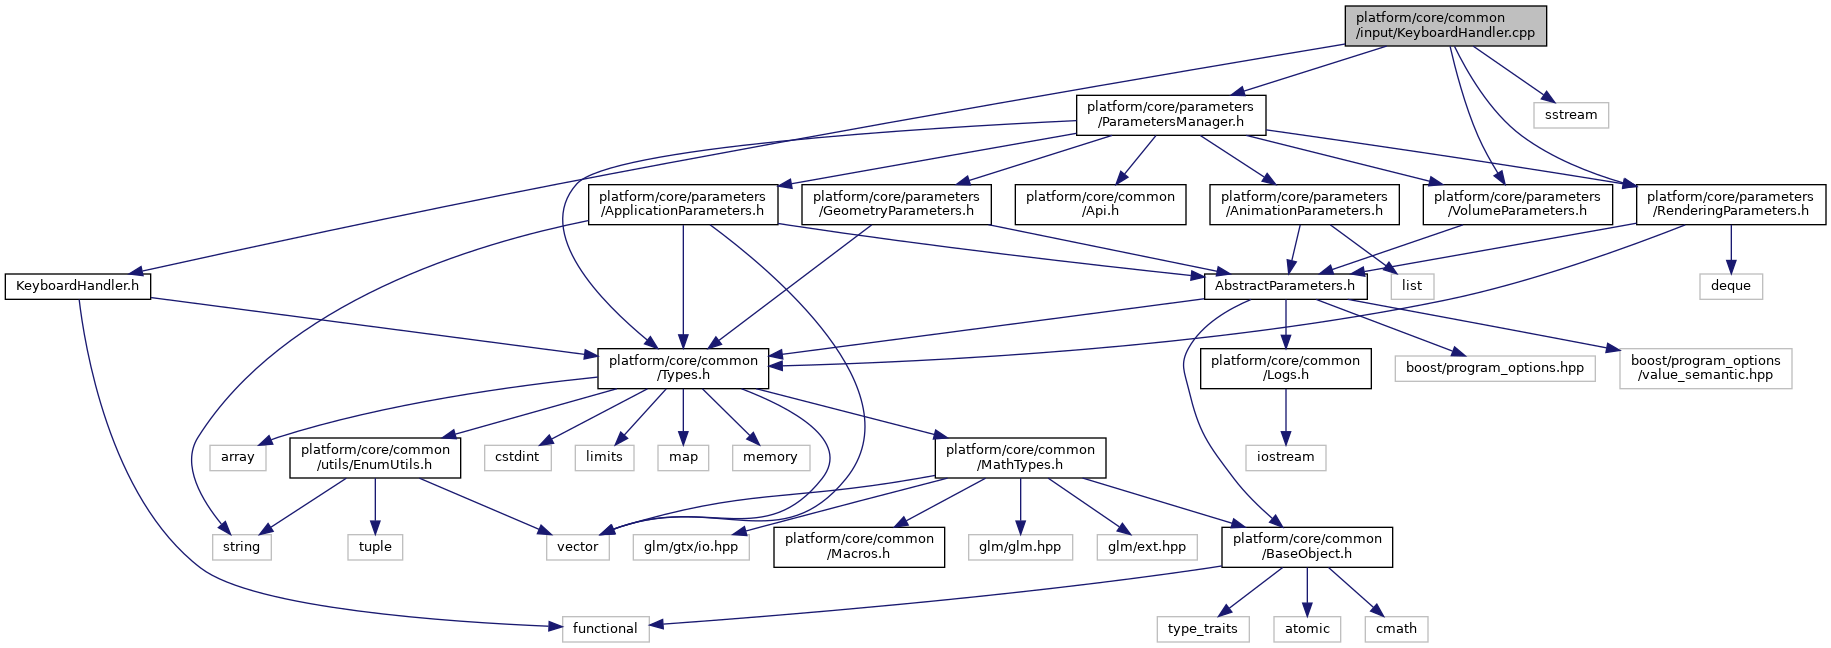 platform/core/common
/input/KeyboardHandler.cpp
platform/core/parameters
/ParametersManager.h
sstream
platform/core/parameters
/ApplicationParameters.h
platform/core/parameters
/GeometryParameters.h
platform/core/common
/Api.h
platform/core/parameters
/AnimationParameters.h
platform/core/parameters
/VolumeParameters.h
platform/core/parameters
/RenderingParameters.h
KeyboardHandler.h
AbstractParameters.h
list
deque
platform/core/common
/Types.h
platform/core/common
/Logs.h
boost/program_options.hpp
boost/program_options
/value_semantic.hpp
array
platform/core/common
/utils/EnumUtils.h
cstdint
limits
map
memory
platform/core/common
/MathTypes.h
iostream
string
tuple
vector
glm/gtx/io.hpp
platform/core/common
/Macros.h
glm/glm.hpp
glm/ext.hpp
platform/core/common
/BaseObject.h
functional
type_traits
atomic
cmath